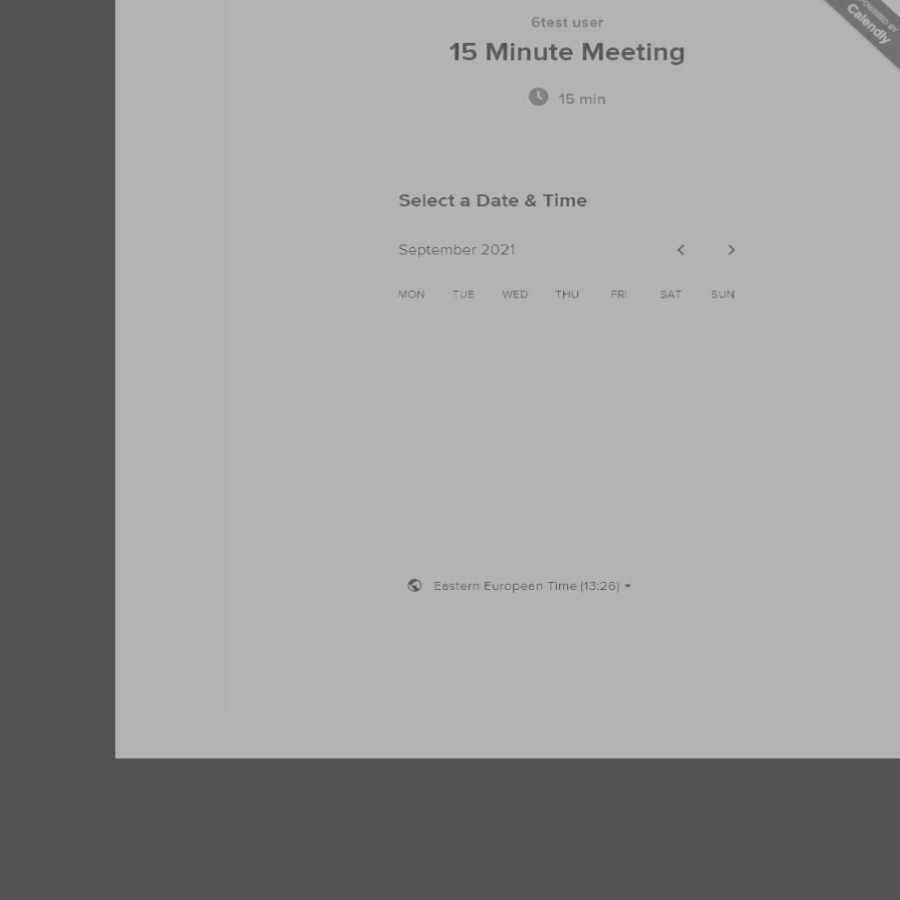 6test user
POWERED BY
Calendly
15 Minute Meeting
15 min
Select a Date & Time
September 2021
MON TUE WED THU FRI SAT SUN
Eastern European Time (13:26)